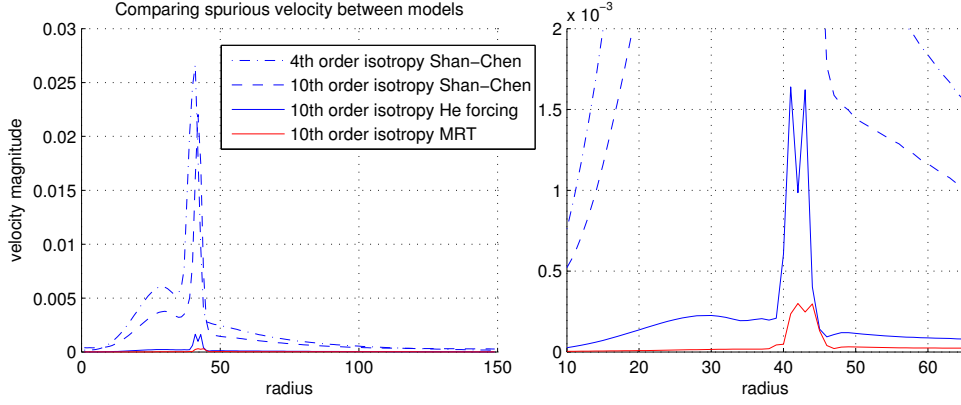 Comparing spurious velocity between models
velocity magnitude
0.03
0.025
0.02
0.015
0.01
0.005
0
0
50
100
150
radius
4th order isotropy Shan−Chen
10th order isotropy Shan−Chen
10th order isotropy He forcing
10th order isotropy MRT
x 10⁻³
2
1.5
1
0.5
0
10
20
30
40
50
60
radius